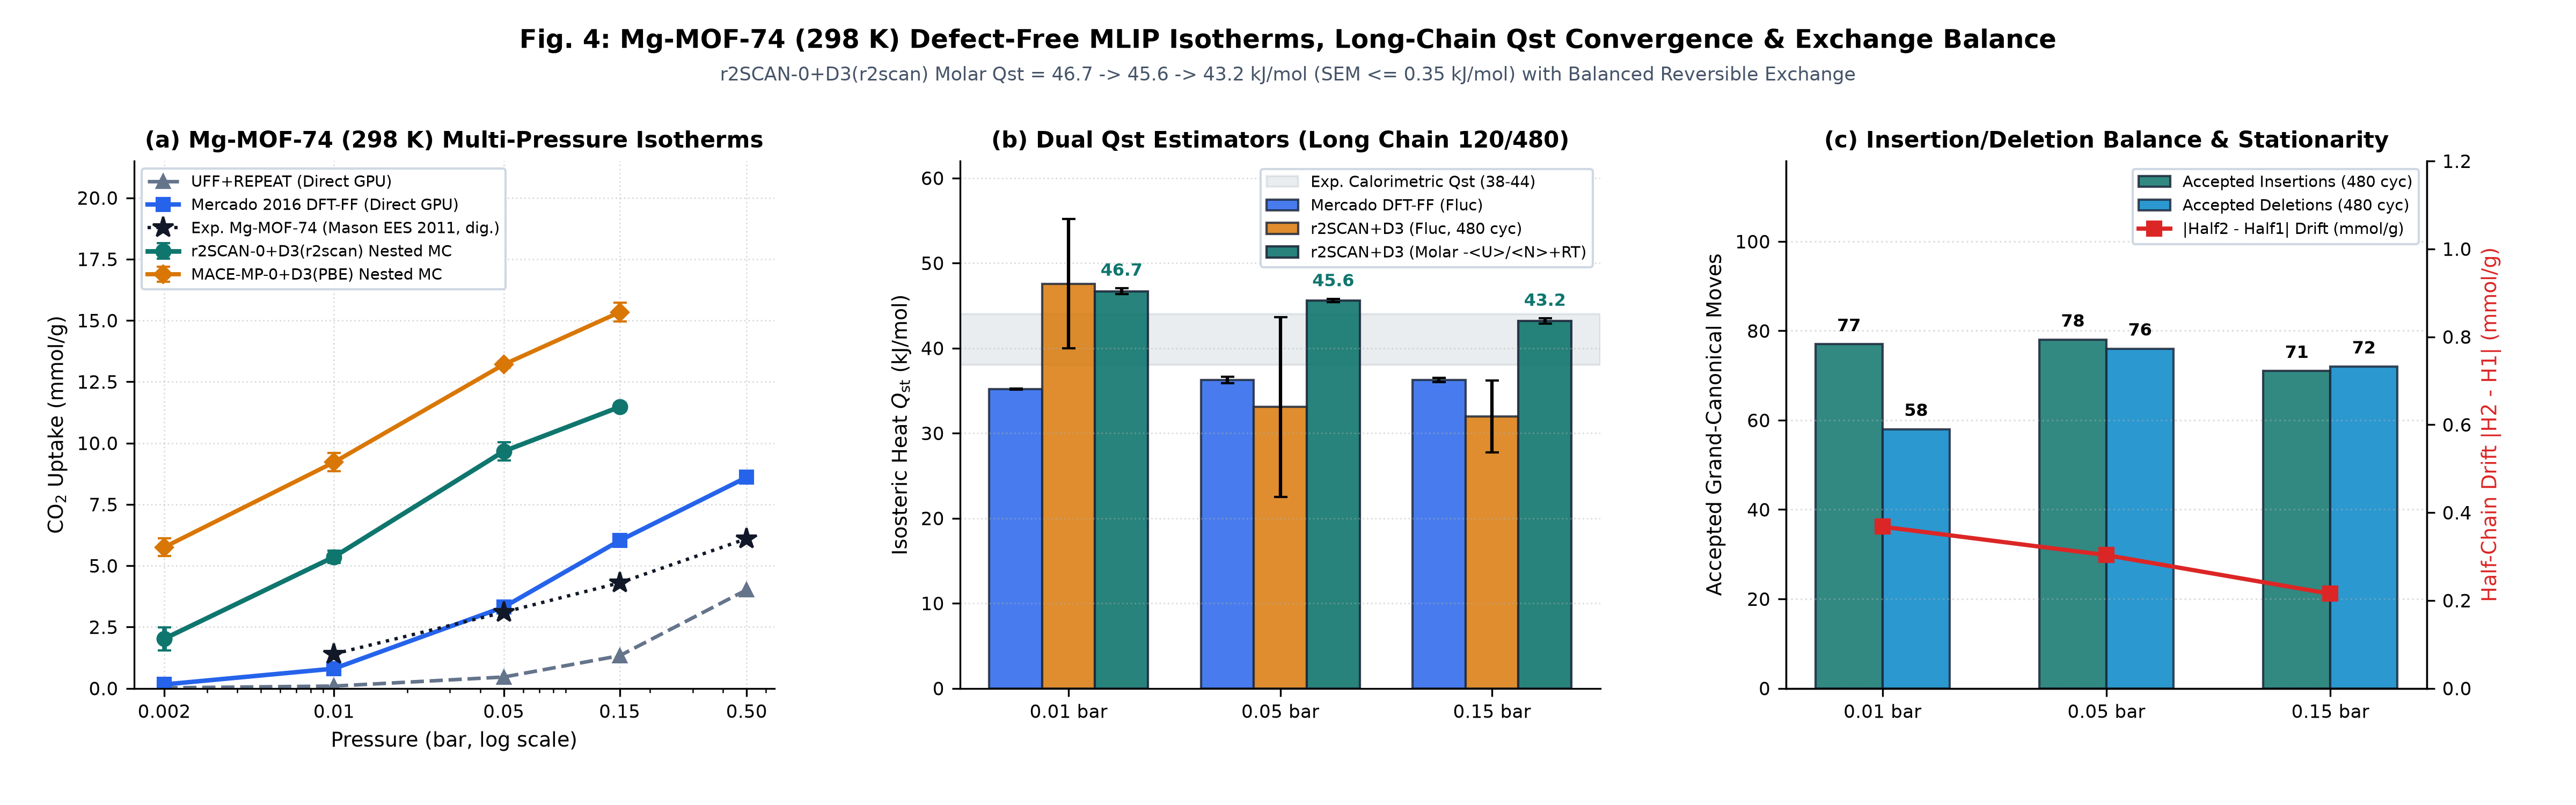 Fig. 4: Mg-MOF-74 (298 K) Defect-Free MLIP Isotherms, Long-Chain Qst Convergence & Exchange Balance
r2SCAN-0+D3(r2scan) Molar Qst = 46.7 -> 45.6 -> 43.2 kJ/mol (SEM <= 0.35 kJ/mol) with Balanced Reversible Exchange
(a) Mg-MOF-74 (298 K) Multi-Pressure Isotherms
UFF+REPEAT (Direct GPU)
Mercado 2016 DFT-FF (Direct GPU)
Exp. Mg-MOF-74 (Mason EES 2011, dig.)
r2SCAN-0+D3(r2scan) Nested MC
MACE-MP-0+D3(PBE) Nested MC
CO₂ Uptake (mmol/g)
20.0
17.5
15.0
12.5
10.0
7.5
5.0
2.5
0.0
0.002
0.01
0.05
0.15
0.50
Pressure (bar, log scale)
(b) Dual Qst Estimators (Long Chain 120/480)
Exp. Calorimetric Qst (38-44)
Mercado DFT-FF (Fluc)
r2SCAN+D3 (Fluc, 480 cyc)
r2SCAN+D3 (Molar -<U>/<N>+RT)
Isosteric Heat Qst (kJ/mol)
60
50
40
30
20
10
0
46.7
45.6
43.2
0.01 bar
0.05 bar
0.15 bar
(c) Insertion/Deletion Balance & Stationarity
Accepted Insertions (480 cyc)
Accepted Deletions (480 cyc)
|Half2 - Half1| Drift (mmol/g)
Accepted Grand-Canonical Moves
100
80
60
40
20
0
77
58
78
76
71
72
0.01 bar
0.05 bar
0.15 bar
1.2
1.0
0.8
0.6
0.4
0.2
0.0
Half-Chain Drift |H2 - H1| (mmol/g)